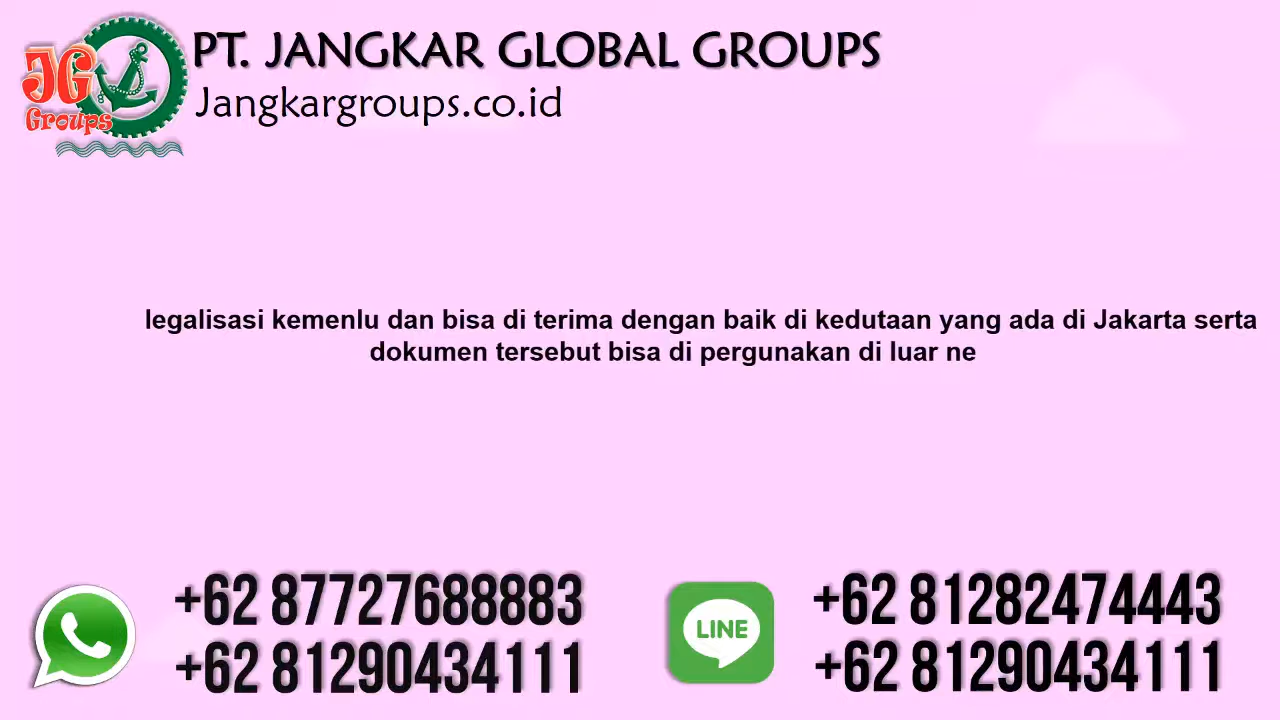 JG
Groups
PT. JANGKAR GLOBAL GROUPS
Jangkargroups.co.id
legalisasi kemenlu dan bisa di terima dengan baik di kedutaan yang ada di Jakarta serta
dokumen tersebut bisa di pergunakan di luar ne
+62 87727688883
+62 81290434111
LINE
+62 81282474443
+62 81290434111